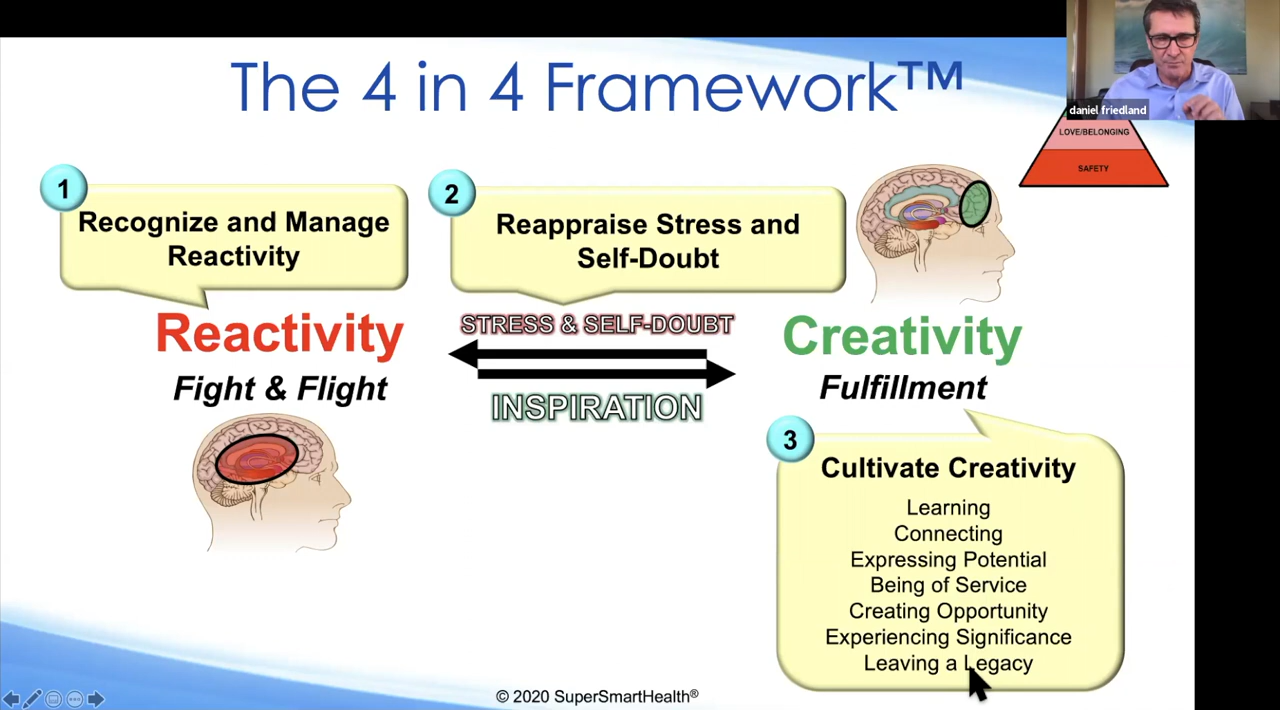 The 4 in 4 Framework™
daniel friedland
LOVE/BELONGING
SAFETY
1
Recognize and Manage
Reactivity
2
Reappraise Stress and
Self-Doubt
Reactivity
Fight & Flight
STRESS & SELF-DOUBT
INSPIRATION
Creativity
Fulfillment
3
Cultivate Creativity
Learning
Connecting
Expressing Potential
Being of Service
Creating Opportunity
Experiencing Significance
Leaving a Legacy
© 2020 SuperSmartHealth®